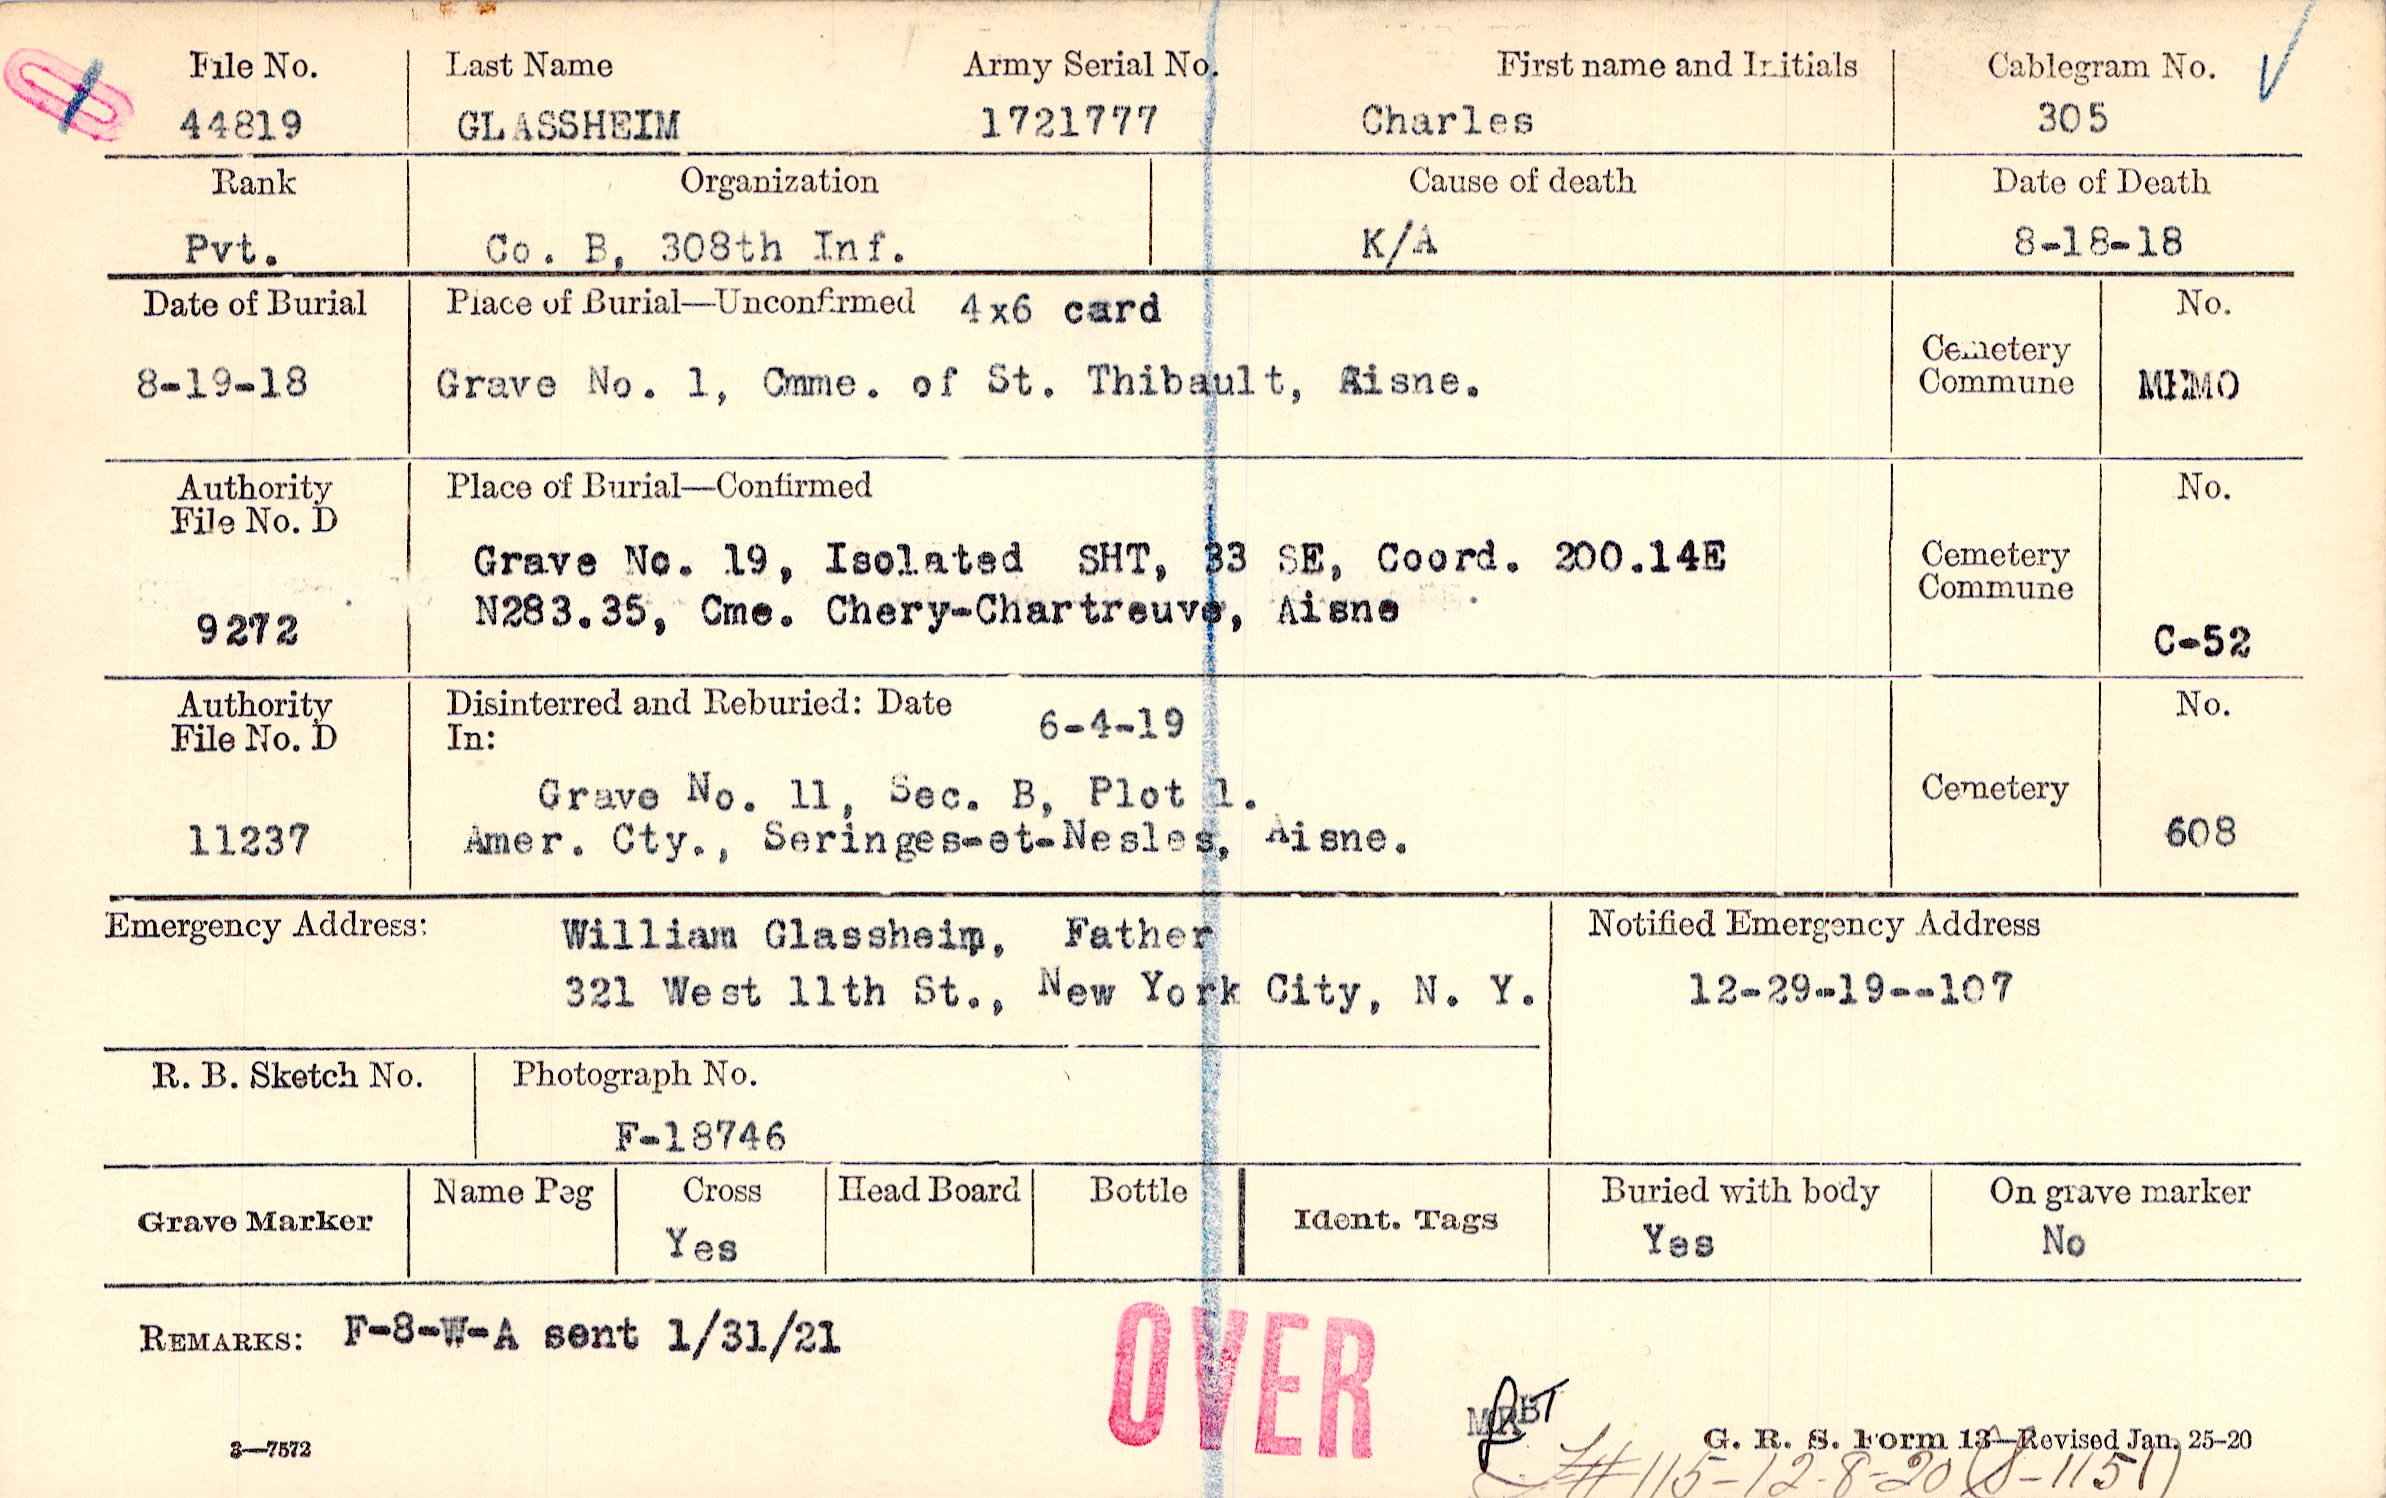 File No. Last Name Army Serial No. First name and Initials Cablegram No.
44819 GLASSHEIM 1721777 Charles 305
Rank Organization Cause of death Date of Death
Pvt. Co. B, 308th Inf. K/A 8-18-18
Date of Burial Place of Burial—Unconfirmed 4x6 card No.
Cemetery Commune
8-19-18 Grave No. 1, Cmme. of St. Thibault, Aisne. MEMO
Authority File No. D Place of Burial—Confirmed No.
Grave No. 19, Isolated SHT, 33 SE, Coord. 200.14E Cemetery Commune
9272 N283.35, Cme. Chery-Chartreuve, Aisne C-52
Authority File No. D Disinterred and Reburied: Date 6-4-19 No.
In:
Grave No. 11, Sec. B, Plot 1. Cemetery
11237 Amer. Cty., Seringes-et-Nesles, Aisne. 608
Emergency Address: William Glassheim, Father Notified Emergency Address
321 West 11th St., New York City, N. Y. 12-29-19--107
R. B. Sketch No. Photograph No.
F-18746
Grave Marker Name Peg Cross Head Board Bottle Ident. Tags Buried with body On grave marker
Yes Yes No
REMARKS: F-8-W-A sent 1/31/21
OVER
3—7572 G. R. S. Form 13—Revised Jan. 25-20
115-12-8-20